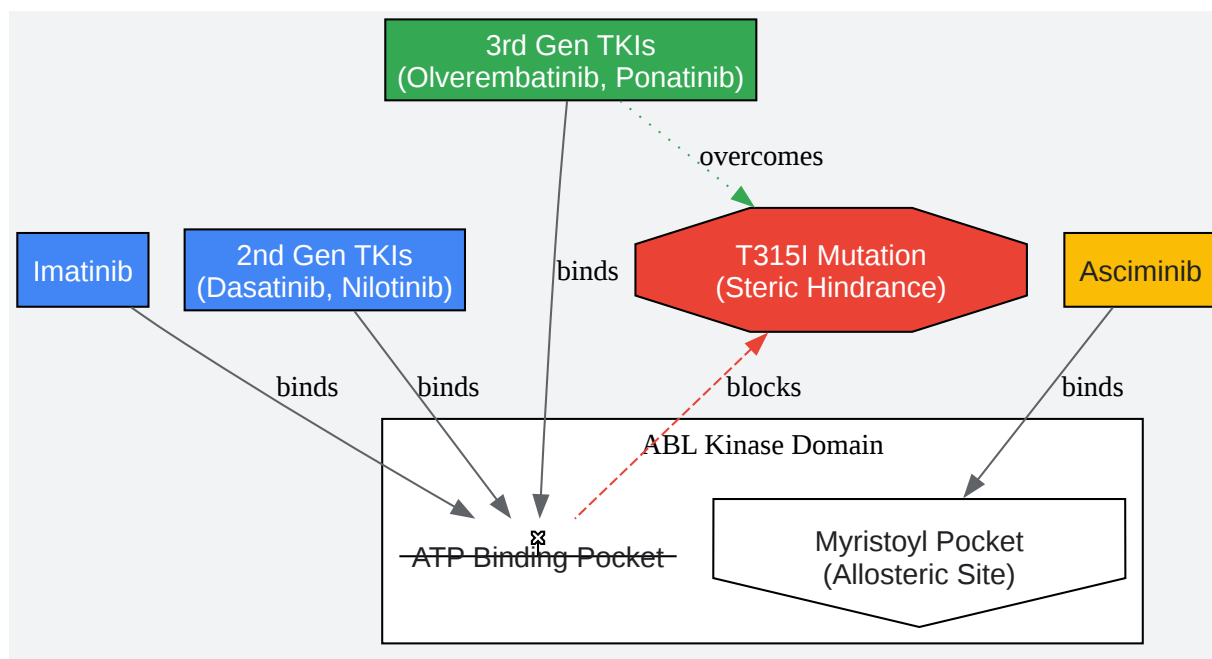 3rd Gen TKIs
(Olverembatinib, Ponatinib)
overcomes
Imatinib
2nd Gen TKIs
(Dasatinib, Nilotinib)
binds
T315I Mutation
(Steric Hindrance)
Asciminib
binds
binds
blocks
binds
ABL Kinase Domain
ATP Binding Pocket
Myristoyl Pocket
(Allosteric Site)